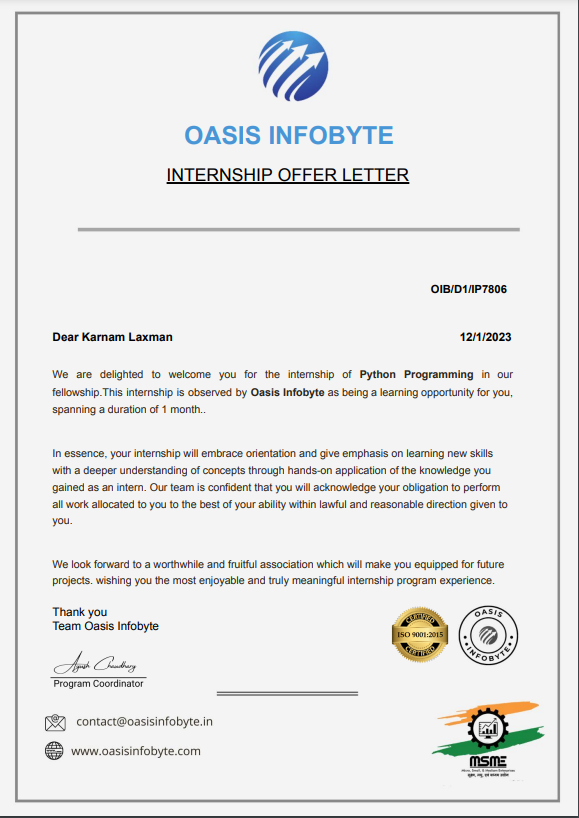 OASIS INFOBYTE
INTERNSHIP OFFER LETTER
OIB/D1/IP7806
Dear Karnam Laxman 12/1/2023
We are delighted to welcome you for the internship of Python Programming in our
fellowship.This internship is observed by Oasis Infobyte as being a learning opportunity for you,
spanning a duration of 1 month..
In essence, your internship will embrace orientation and give emphasis on learning new skills
with a deeper understanding of concepts through hands-on application of the knowledge you
gained as an intern. Our team is confident that you will acknowledge your obligation to perform
all work allocated to you to the best of your ability within lawful and reasonable direction given to
you.
We look forward to a worthwhile and fruitful association which will make you equipped for future
projects. wishing you the most enjoyable and truly meaningful internship program experience.
Thank you
Team Oasis Infobyte
CERTIFIED
ISO 9001:2015
CERTIFIED
OASIS
INFOBYTE
Ayush Choudhary
Program Coordinator
contact@oasisinfobyte.in
www.oasisinfobyte.com
MSME